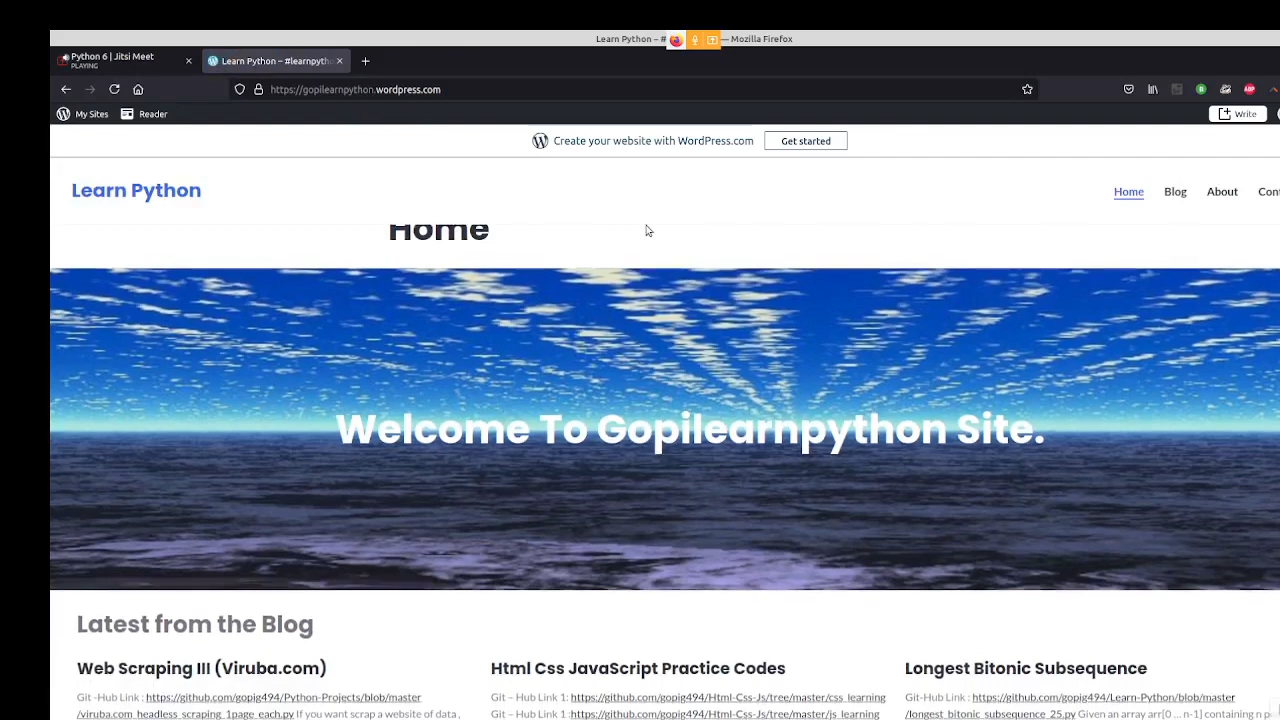 Learn Python – # — Mozilla Firefox
Python 6 | Jitsi Meet
PLAYING
Learn Python – #learnpyth
https://gopilearnpython.wordpress.com
My Sites
Reader
Write
Create your website with WordPress.com
Get started
Learn Python
Home
Blog
About
Cont
Home
Welcome To Gopilearnpython Site.
Latest from the Blog
Web Scraping III (Viruba.com)
Git -Hub Link : https://github.com/gopig494/Python-Projects/blob/master
/viruba.com_headless_scraping_1page_each.py If you want scrap a website of data ,
Html Css JavaScript Practice Codes
Git – Hub Link 1: https://github.com/gopig494/Html-Css-Js/tree/master/css_learning
Git – Hub Link 1 :https://github.com/gopig494/Html-Css-Js/tree/master/js_learning
Longest Bitonic Subsequence
Git-Hub Link : https://github.com/gopig494/Learn-Python/blob/master
/longest_bitonic_subsequence_25.py Given an array arr[0 ... n-1] containing n p